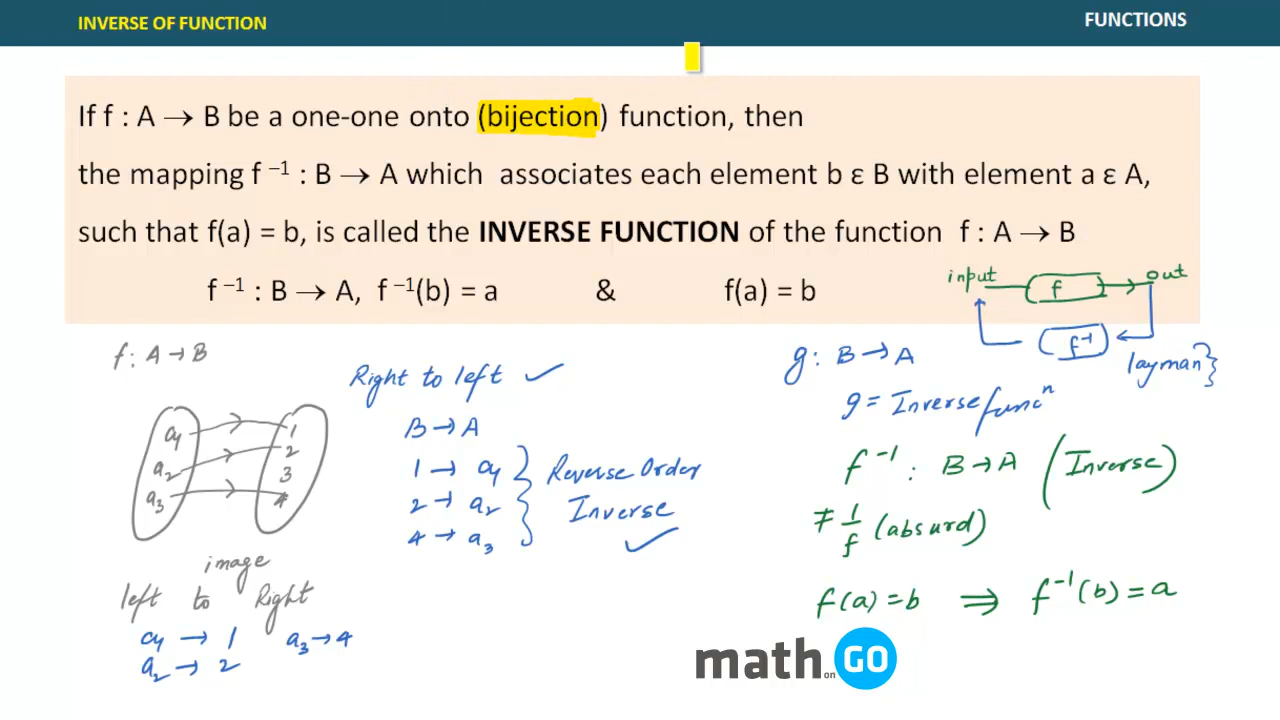 INVERSE OF FUNCTION
FUNCTIONS
If f : A → B be a one-one onto (bijection) function, then
the mapping f ⁻¹ : B → A which associates each element b ε B with element a ε A,
such that f(a) = b, is called the INVERSE FUNCTION of the function f : A → B
f ⁻¹ : B → A, f ⁻¹(b) = a & f(a) = b
input f out
f⁻¹
layman}
f: A → B
a₁ 1
a₂ 2
3
a₃ 4
image
left to Right
a₁ → 1 a₃ → 4
a₂ → 2
Right to left ✓
B → A
1 → a₁
2 → a₂
4 → a₃
Reverse Order
Inverse ✓
g: B → A
g = Inverse funcⁿ
f⁻¹ : B → A (Inverse)
≠ 1/f (absurd)
f(a) = b ⇒ f⁻¹(b) = a
math on GO